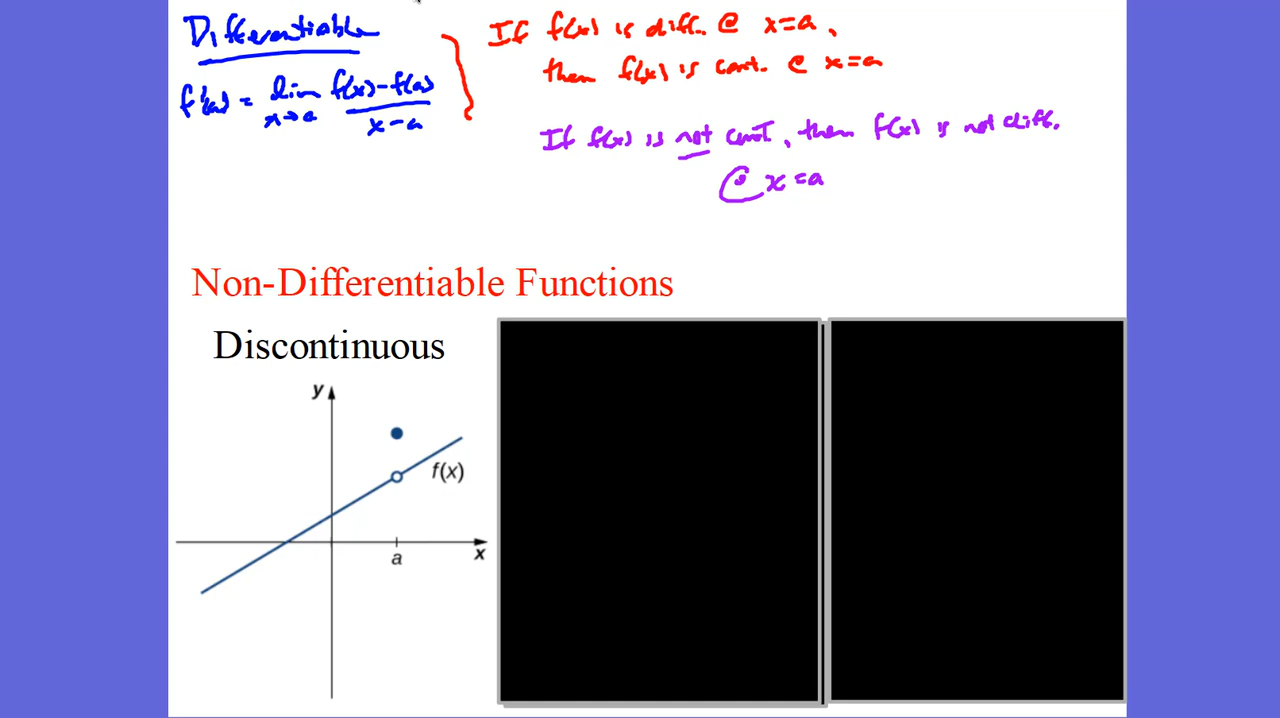 Differentiable
f'(a) = lim x→a f(x)-f(a) / x-a
If f(x) is diff. @ x=a,
then f(x) is cont. @ x=a
If f(x) is not cont, then f(x) is not diff.
@ x=a
Non-Differentiable Functions
Discontinuous
y
f(x)
a
x